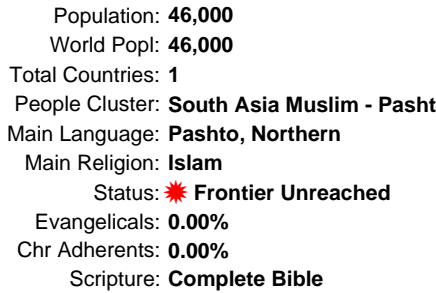 Population: 46,000
World Popl: 46,000
Total Countries: 1
People Cluster: South Asia Muslim - Pasht
Main Language: Pashto, Northern
Main Religion: Islam
Status: Frontier Unreached
Evangelicals: 0.00%
Chr Adherents: 0.00%
Scripture: Complete Bible